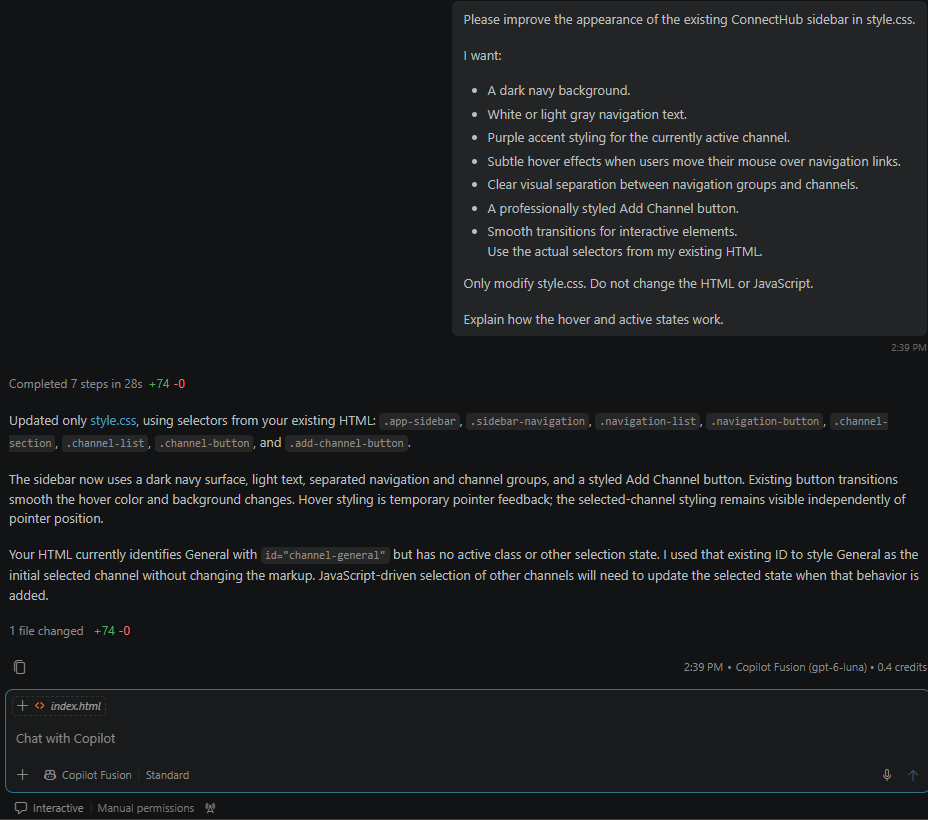 Please improve the appearance of the existing ConnectHub sidebar in style.css.
I want:
• A dark navy background.
• White or light gray navigation text.
• Purple accent styling for the currently active channel.
• Subtle hover effects when users move their mouse over navigation links.
• Clear visual separation between navigation groups and channels.
• A professionally styled Add Channel button.
• Smooth transitions for interactive elements.
Use the actual selectors from my existing HTML.
Only modify style.css. Do not change the HTML or JavaScript.
Explain how the hover and active states work.
2:39 PM
Completed 7 steps in 28s +74 -0
Updated only style.css, using selectors from your existing HTML: .app-sidebar, .sidebar-navigation, .navigation-list, .navigation-button, .channel-
section, .channel-list, .channel-button, and .add-channel-button.
The sidebar now uses a dark navy surface, light text, separated navigation and channel groups, and a styled Add Channel button. Existing button transitions
smooth the hover color and background changes. Hover styling is temporary pointer feedback; the selected-channel styling remains visible independently of
pointer position.
Your HTML currently identifies General with id="channel-general" but has no active class or other selection state. I used that existing ID to style General as the
initial selected channel without changing the markup. JavaScript-driven selection of other channels will need to update the selected state when that behavior is
added.
1 file changed +74 -0
2:39 PM • Copilot Fusion (gpt-6-luna) • 0.4 credits
+ <> index.html
Chat with Copilot
+ Copilot Fusion Standard
Interactive Manual permissions